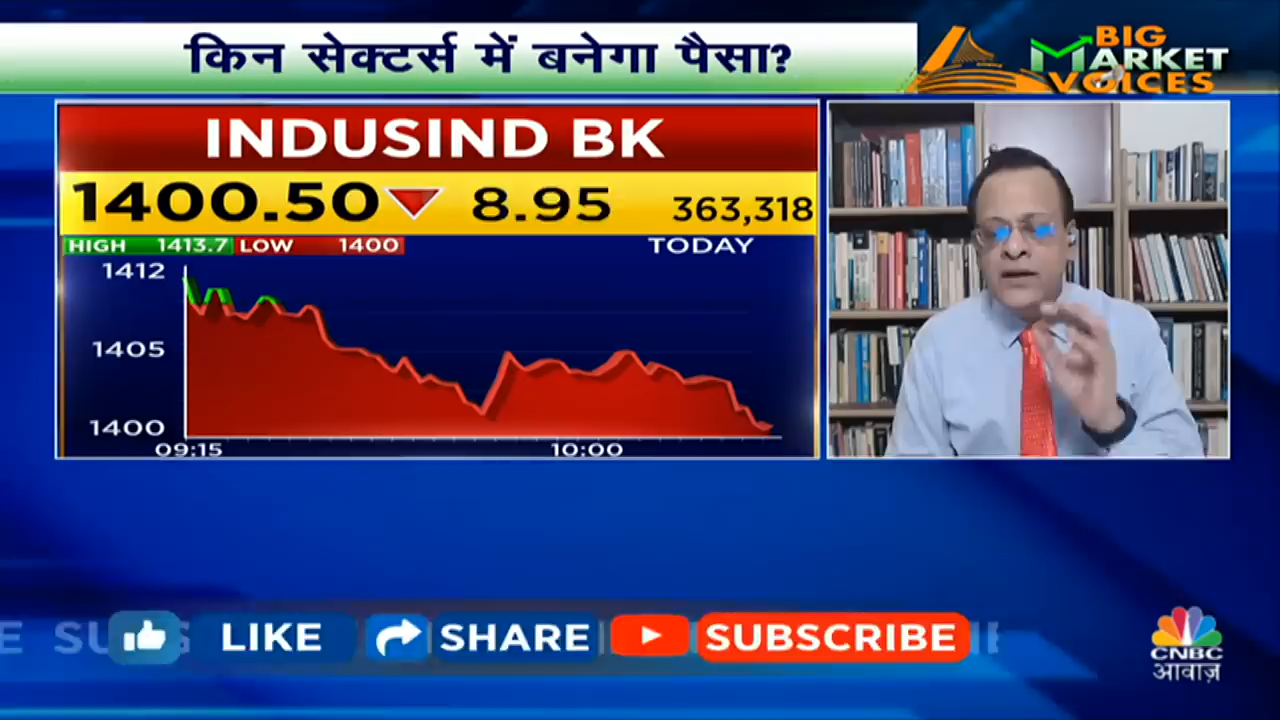 किन सेक्टर्स में बनेगा पैसा?
BIG
MARKET
VOICES
INDUSIND BK
1400.50 8.95 363,318
HIGH 1413.7 LOW 1400 TODAY
1412
1405
1400
09:15 10:00
LIKE SHARE SUBSCRIBE
CNBC
आवाज़